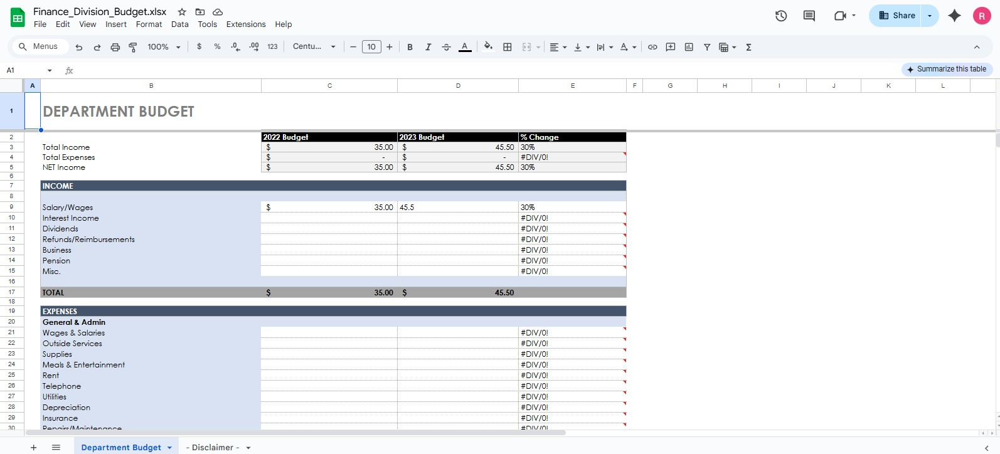 Finance_Division_Budget.xlsx
File Edit View Insert Format Data Tools Extensions Help
Share
R
Menus 100% $ % .0 .00 123 Centu... 10 B I S A Σ
A1 fx
Summarize this table
A B C D E F G H I J K L
1 DEPARTMENT BUDGET
2 2022 Budget 2023 Budget % Change
3 Total Income $ 35.00 $ 45.50 30%
4 Total Expenses $ - $ - #DIV/0!
5 NET Income $ 35.00 $ 45.50 30%
6
7 INCOME
8
9 Salary/Wages $ 35.00 45.5 30%
10 Interest Income #DIV/0!
11 Dividends #DIV/0!
12 Refunds/Reimbursements #DIV/0!
13 Business #DIV/0!
14 Pension #DIV/0!
15 Misc. #DIV/0!
16
17 TOTAL $ 35.00 $ 45.50
18
19 EXPENSES
20 General & Admin
21 Wages & Salaries #DIV/0!
22 Outside Services #DIV/0!
23 Supplies #DIV/0!
24 Meals & Entertainment #DIV/0!
25 Rent #DIV/0!
26 Telephone #DIV/0!
27 Utilities #DIV/0!
28 Depreciation #DIV/0!
29 Insurance #DIV/0!
30 Repairs/Maintenance #DIV/0!
+ Department Budget - Disclaimer -